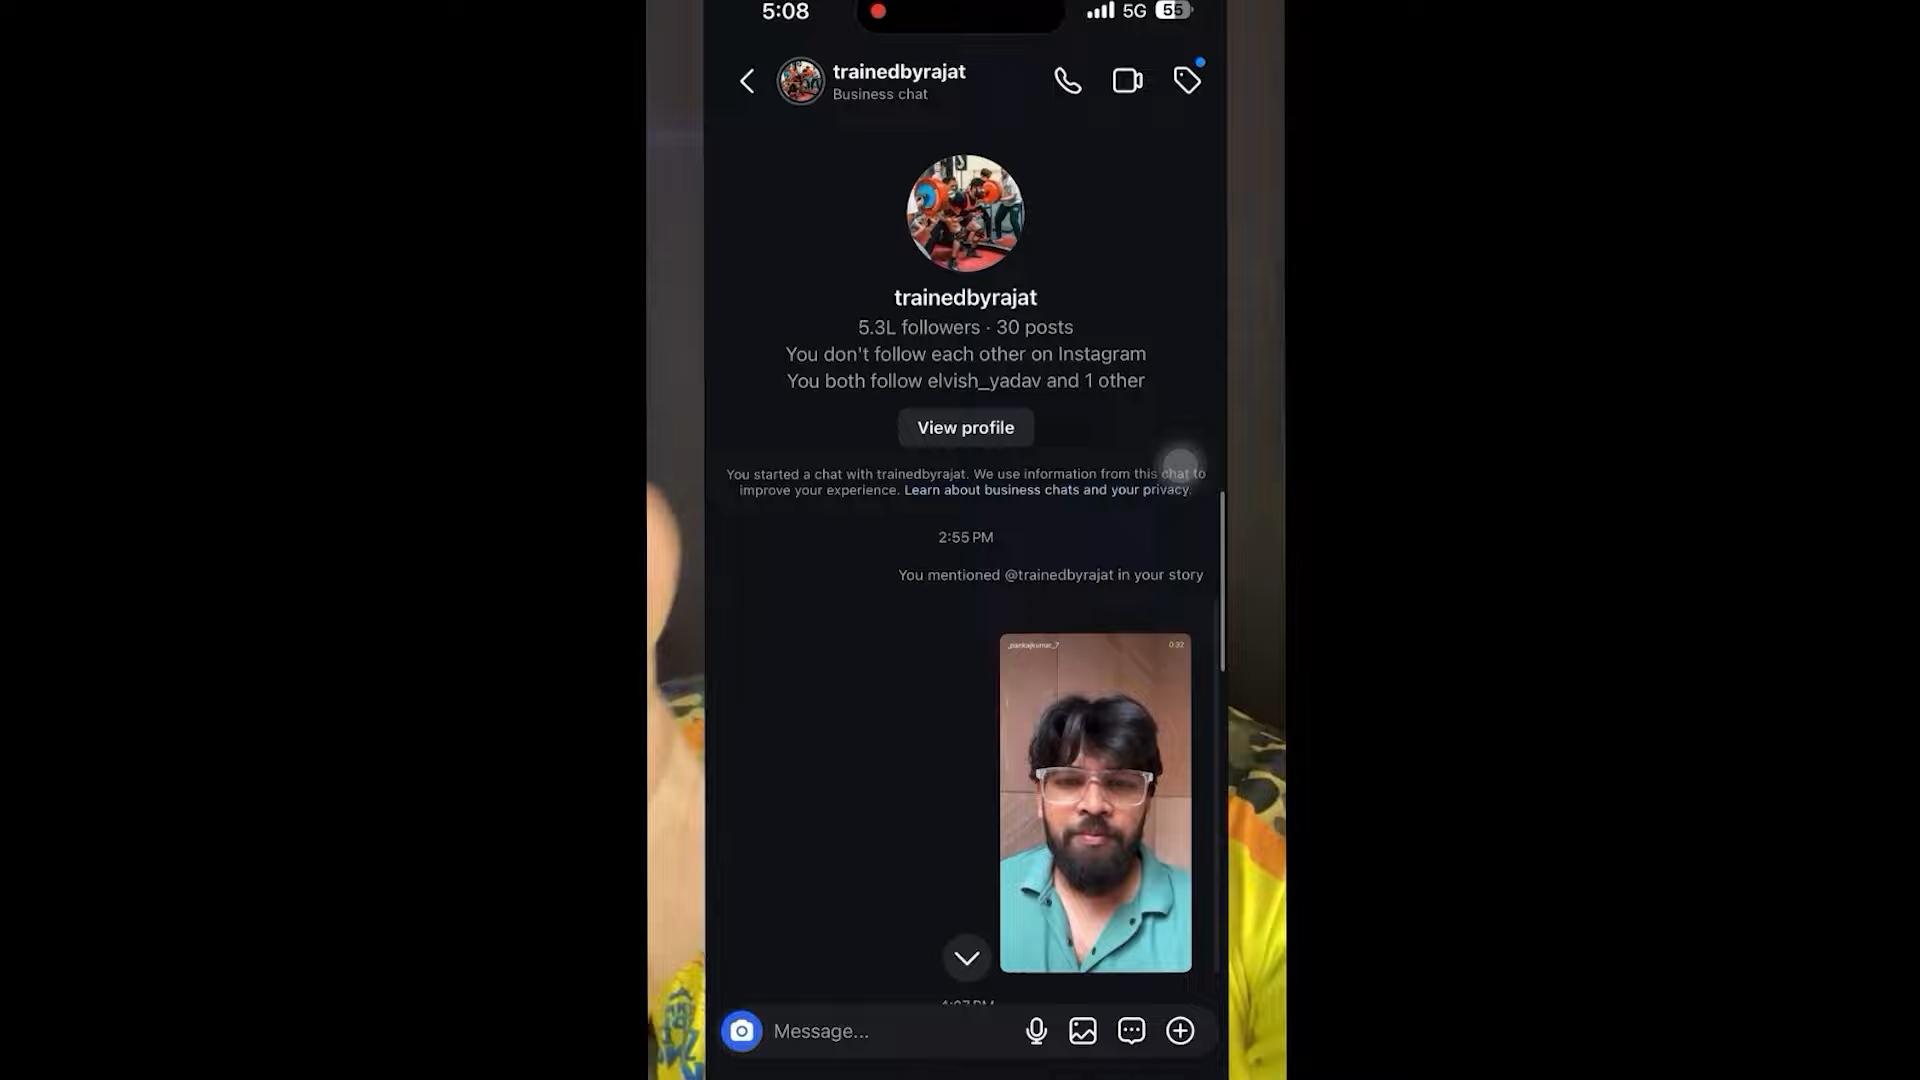 5:08
5G
55
trainedbyrajat
Business chat
trainedbyrajat
5.3L followers · 30 posts
You don't follow each other on Instagram
You both follow elvish_yadav and 1 other
View profile
You started a chat with trainedbyrajat. We use information from this chat to
improve your experience. Learn about business chats and your privacy.
2:55 PM
You mentioned @trainedbyrajat in your story
_pankajkumar_7
0:32
Message...